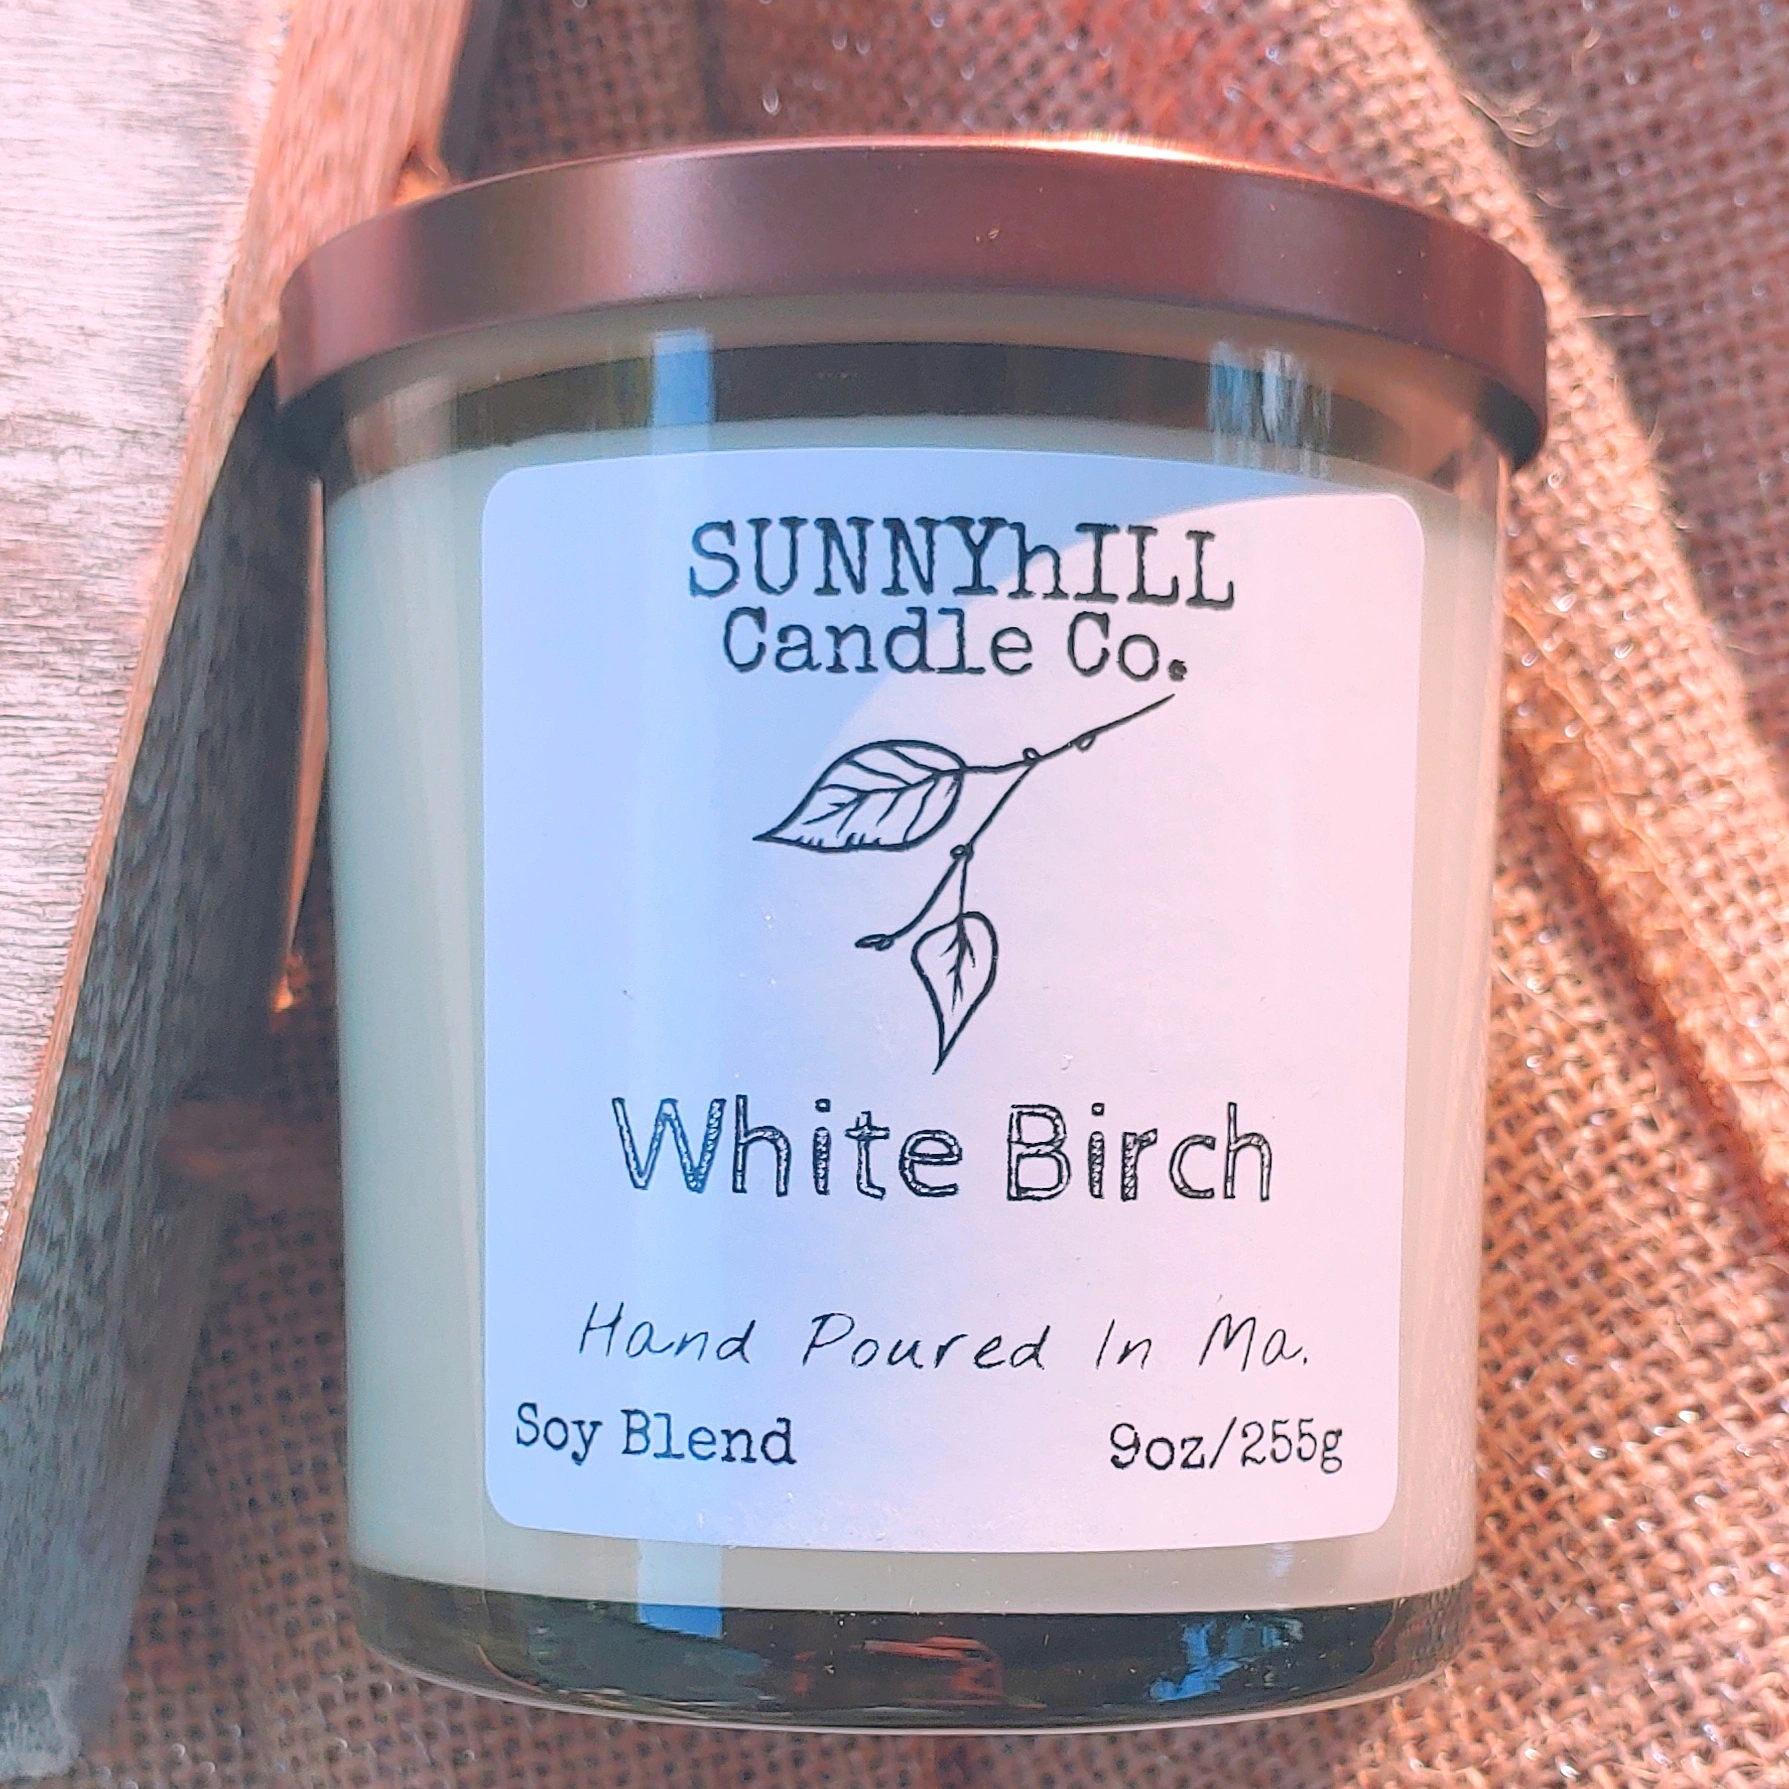 SUNNYhILL
Candle Co.
White Birch
Hand Poured In Ma.
Soy Blend 9oz/255g